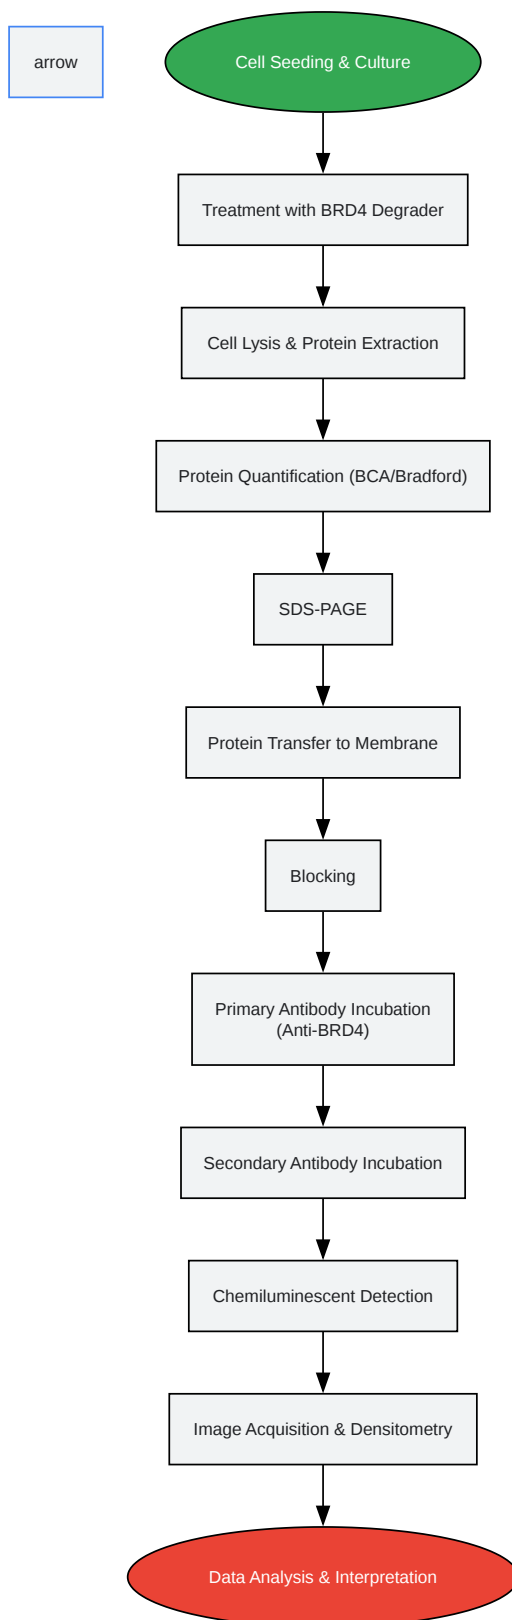 arrow
Cell Seeding & Culture
Treatment with BRD4 Degrader
Cell Lysis & Protein Extraction
Protein Quantification (BCA/Bradford)
SDS-PAGE
Protein Transfer to Membrane
Blocking
Primary Antibody Incubation
(Anti-BRD4)
Secondary Antibody Incubation
Chemiluminescent Detection
Image Acquisition & Densitometry
Data Analysis & Interpretation